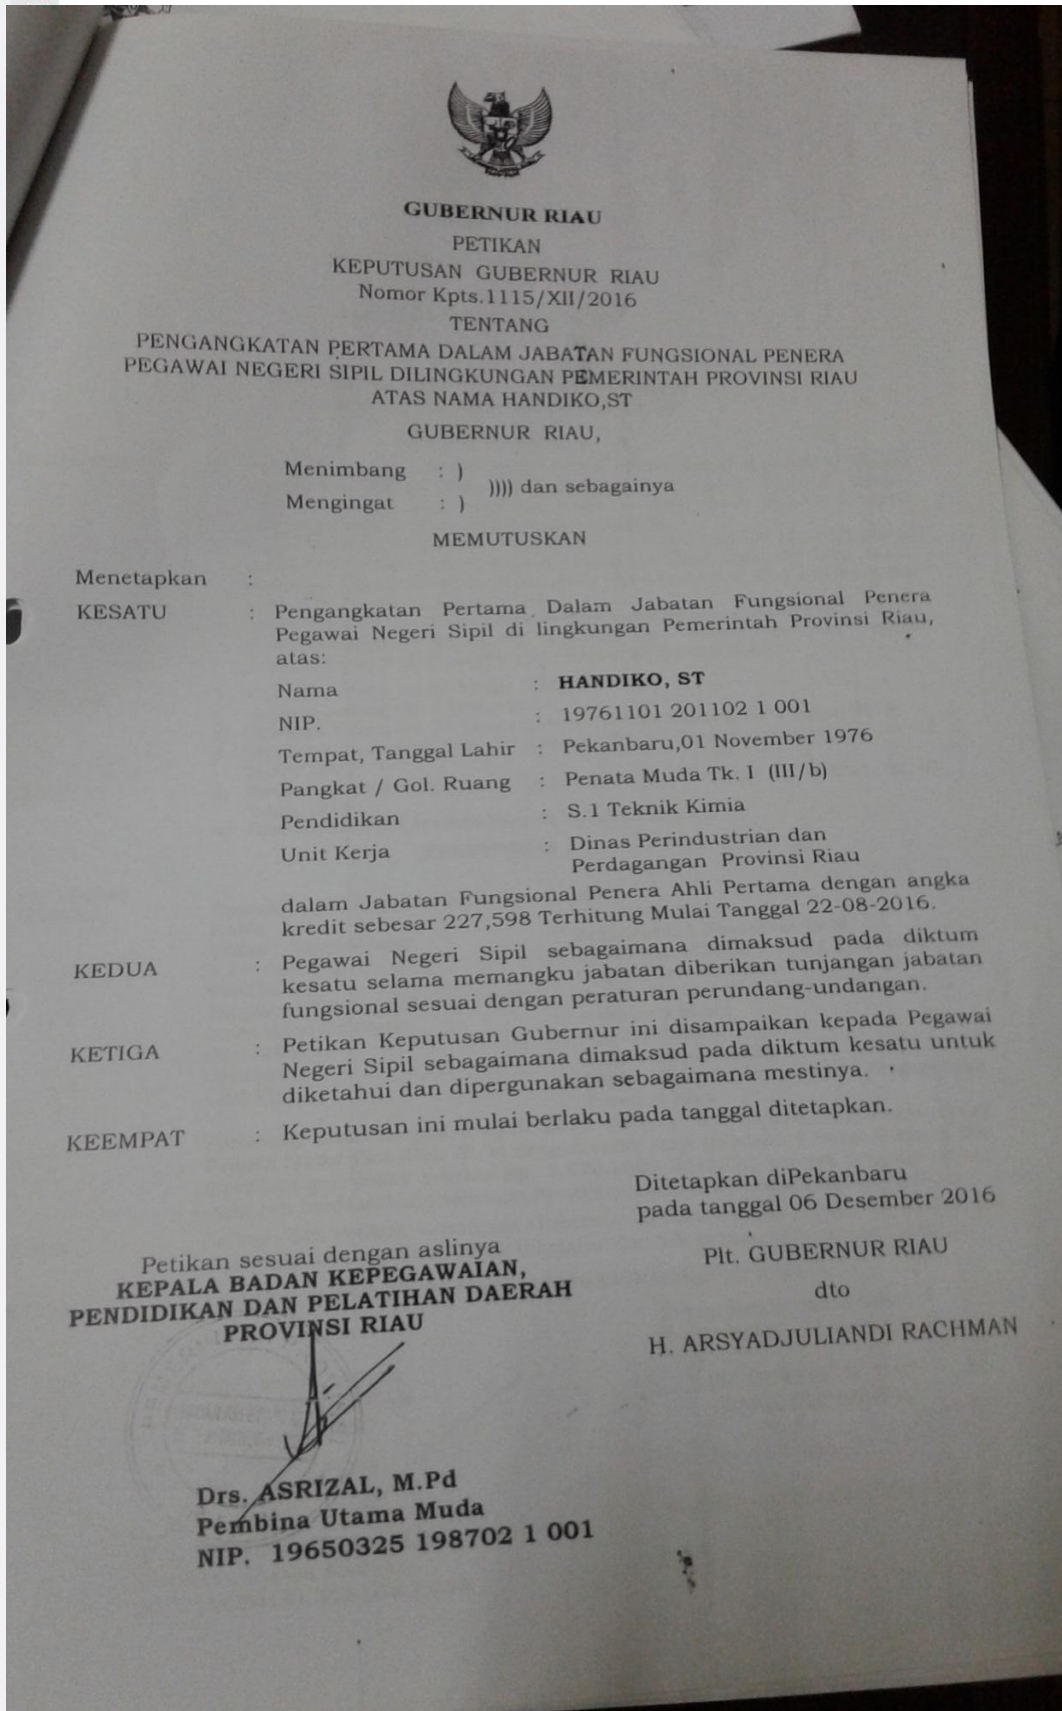 GUBERNUR RIAU
PETIKAN
KEPUTUSAN GUBERNUR RIAU
Nomor Kpts.1115/XII/2016
TENTANG
PENGANGKATAN PERTAMA DALAM JABATAN FUNGSIONAL PENERA
PEGAWAI NEGERI SIPIL DILINGKUNGAN PEMERINTAH PROVINSI RIAU
ATAS NAMA HANDIKO,ST
GUBERNUR RIAU,
Menimbang : )
)))) dan sebagainya
Mengingat : )
MEMUTUSKAN
Menetapkan :
KESATU : Pengangkatan Pertama Dalam Jabatan Fungsional Penera
Pegawai Negeri Sipil di lingkungan Pemerintah Provinsi Riau,
atas:
Nama : HANDIKO, ST
NIP. : 19761101 201102 1 001
Tempat, Tanggal Lahir : Pekanbaru,01 November 1976
Pangkat / Gol. Ruang : Penata Muda Tk. I (III/b)
Pendidikan : S.1 Teknik Kimia
Unit Kerja : Dinas Perindustrian dan
Perdagangan Provinsi Riau
dalam Jabatan Fungsional Penera Ahli Pertama dengan angka
kredit sebesar 227,598 Terhitung Mulai Tanggal 22-08-2016.
KEDUA : Pegawai Negeri Sipil sebagaimana dimaksud pada diktum
kesatu selama memangku jabatan diberikan tunjangan jabatan
fungsional sesuai dengan peraturan perundang-undangan.
KETIGA : Petikan Keputusan Gubernur ini disampaikan kepada Pegawai
Negeri Sipil sebagaimana dimaksud pada diktum kesatu untuk
diketahui dan dipergunakan sebagaimana mestinya.
KEEMPAT : Keputusan ini mulai berlaku pada tanggal ditetapkan.
Ditetapkan diPekanbaru
pada tanggal 06 Desember 2016
Plt. GUBERNUR RIAU
dto
H. ARSYADJULIANDI RACHMAN
Petikan sesuai dengan aslinya
KEPALA BADAN KEPEGAWAIAN,
PENDIDIKAN DAN PELATIHAN DAERAH
PROVINSI RIAU
Drs. ASRIZAL, M.Pd
Pembina Utama Muda
NIP. 19650325 198702 1 001